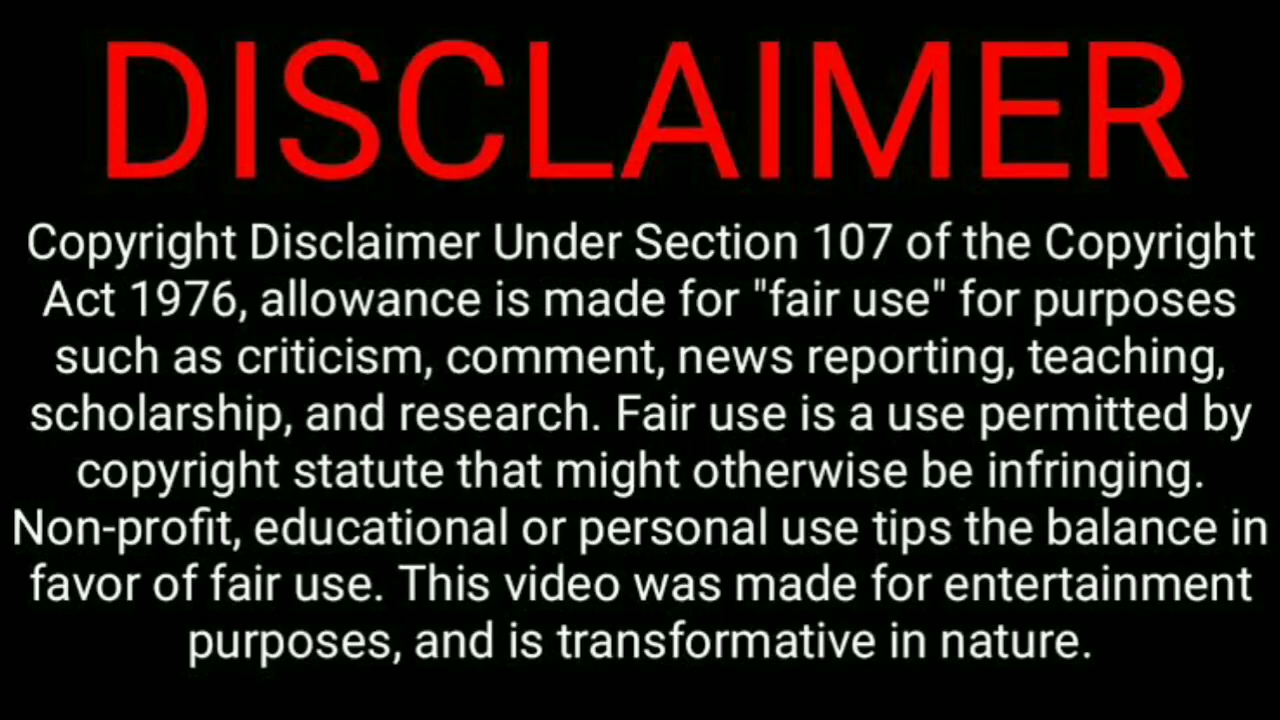 DISCLAIMER
Copyright Disclaimer Under Section 107 of the Copyright
Act 1976, allowance is made for "fair use" for purposes
such as criticism, comment, news reporting, teaching,
scholarship, and research. Fair use is a use permitted by
copyright statute that might otherwise be infringing.
Non-profit, educational or personal use tips the balance in
favor of fair use. This video was made for entertainment
purposes, and is transformative in nature.